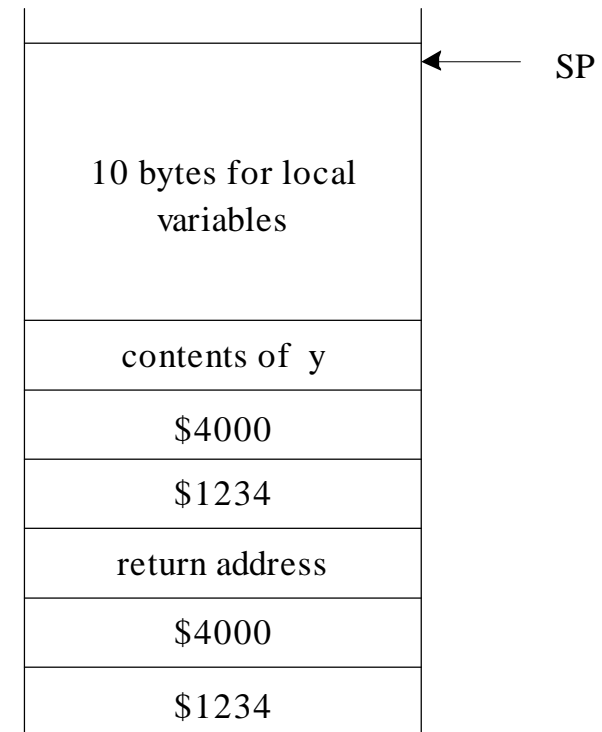 SP
10 bytes for local
variables
contents of y
$4000
$1234
return address
$4000
$1234